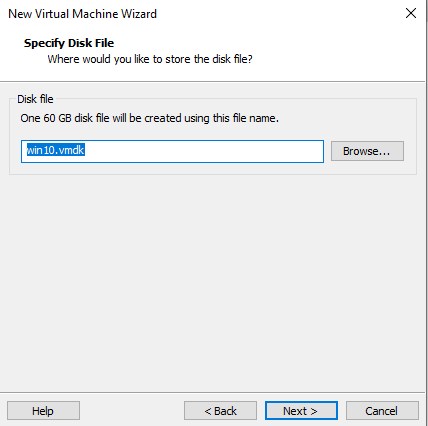 New Virtual Machine Wizard
Specify Disk File
Where would you like to store the disk file?
Disk file
One 60 GB disk file will be created using this file name.
win10.vmdk
Browse...
Help
< Back
Next >
Cancel